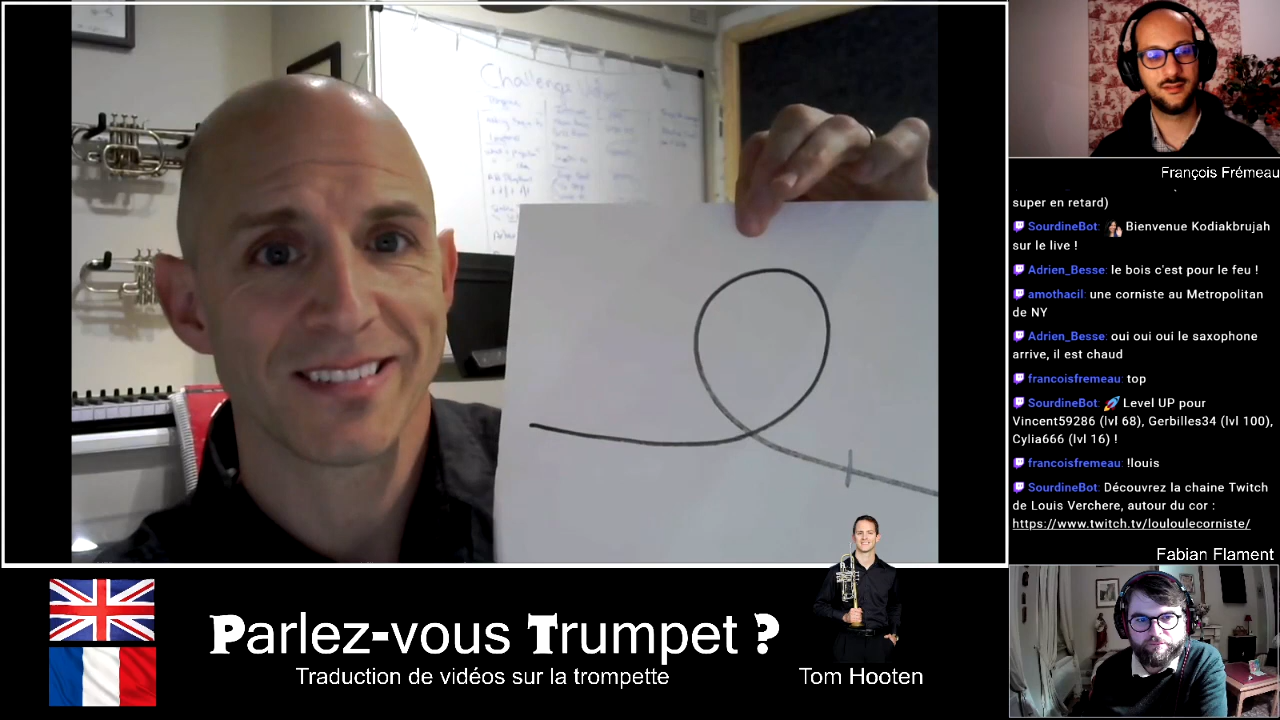 Challenge
François Frémeau
super en retard)
SourdineBot: Bienvenue Kodiakbrujah
sur le live !
Adrien_Besse: le bois c'est pour le feu !
amothacil: une corniste au Metropolitan
de NY
Adrien_Besse: oui oui oui le saxophone
arrive, il est chaud
francoisfremeau: top
SourdineBot: 🚀 Level UP pour
Vincent59286 (lvl 68), Gerbilles34 (lvl 100),
Cylia666 (lvl 16) !
francoisfremeau: !louis
SourdineBot: Découvrez la chaine Twitch
de Louis Verchere, autour du cor :
https://www.twitch.tv/louloulecorniste/
Fabian Flament
Parlez-vous Trumpet ?
Traduction de vidéos sur la trompette
Tom Hooten